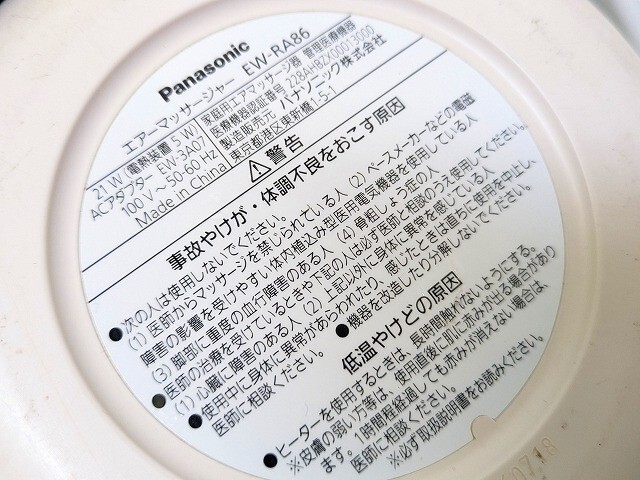 Panasonic
エアーマッサージャー EW-RA86
21W(電熱装置 5W)
ACアダプター EW-3A07
100V～50-60Hz
Made in China
家庭用エアマッサージ器 管理医療機器
医療機器認証番号 228AHBZX00013000
製造販売元 パナソニック株式会社
東京都港区東新橋1-5-1
⚠警告
事故やけが・体調不良をおこす原因
●次の人は使用しないでください。
(1) 医師からマッサージを禁じられている人 (2) ペースメーカーなどの電磁
障害の影響を受けやすい体内植込み型医用電気機器を使用している人
(3) 脚部に重度の血行障害のある人 (4) 骨粗しょう症の人
●医師の治療を受けているときや下記の人は必ず医師と相談のうえ使用してください。
(1) 心臓に障害のある人 (2) 上記以外に身体に異常を感じている人
●使用中に身体に異常があらわれたり、感じたときは直ちに使用を中止し、
医師に相談ください。
●機器を改造したり分解しないでください。
低温やけどの原因
●ヒーターを使用するときは、長時間触れないようにする。
※皮膚の弱い方等は、使用直後に肌に赤みが出る場合があり
ます。1時間程経過しても赤みが消えない場合は、
医師に相談ください。
※必ず取扱説明書をお読みください。